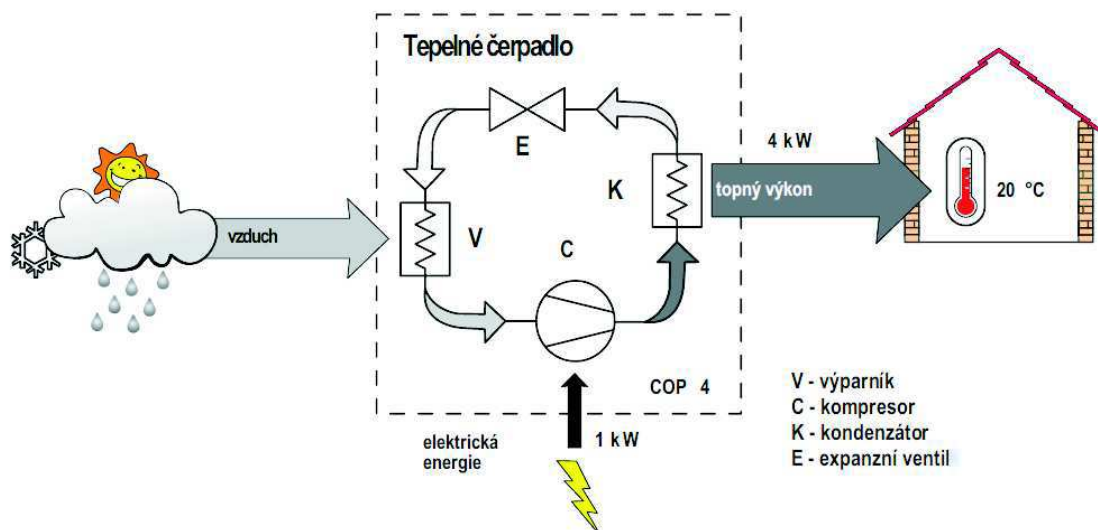 Tepelné čerpadlo
E
4 kW
K
topný výkon
20 °C
vzduch
V
C
COP 4
V - výparník
C - kompresor
K - kondenzátor
E - expanzní ventil
elektrická
energie
1 kW